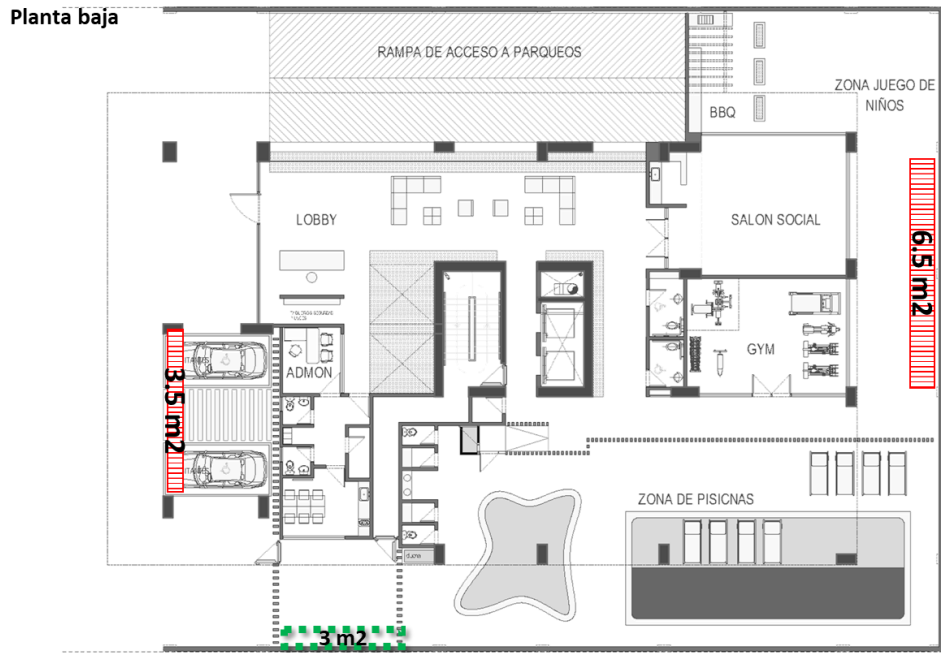 Planta baja
RAMPA DE ACCESO A PARQUEOS
ZONA JUEGO DE
NIÑOS
BBQ
LOBBY
SALON SOCIAL
6.5 m2
GYM
ADMON
3.5 m2
ZONA DE PISICNAS
ducha
3 m2